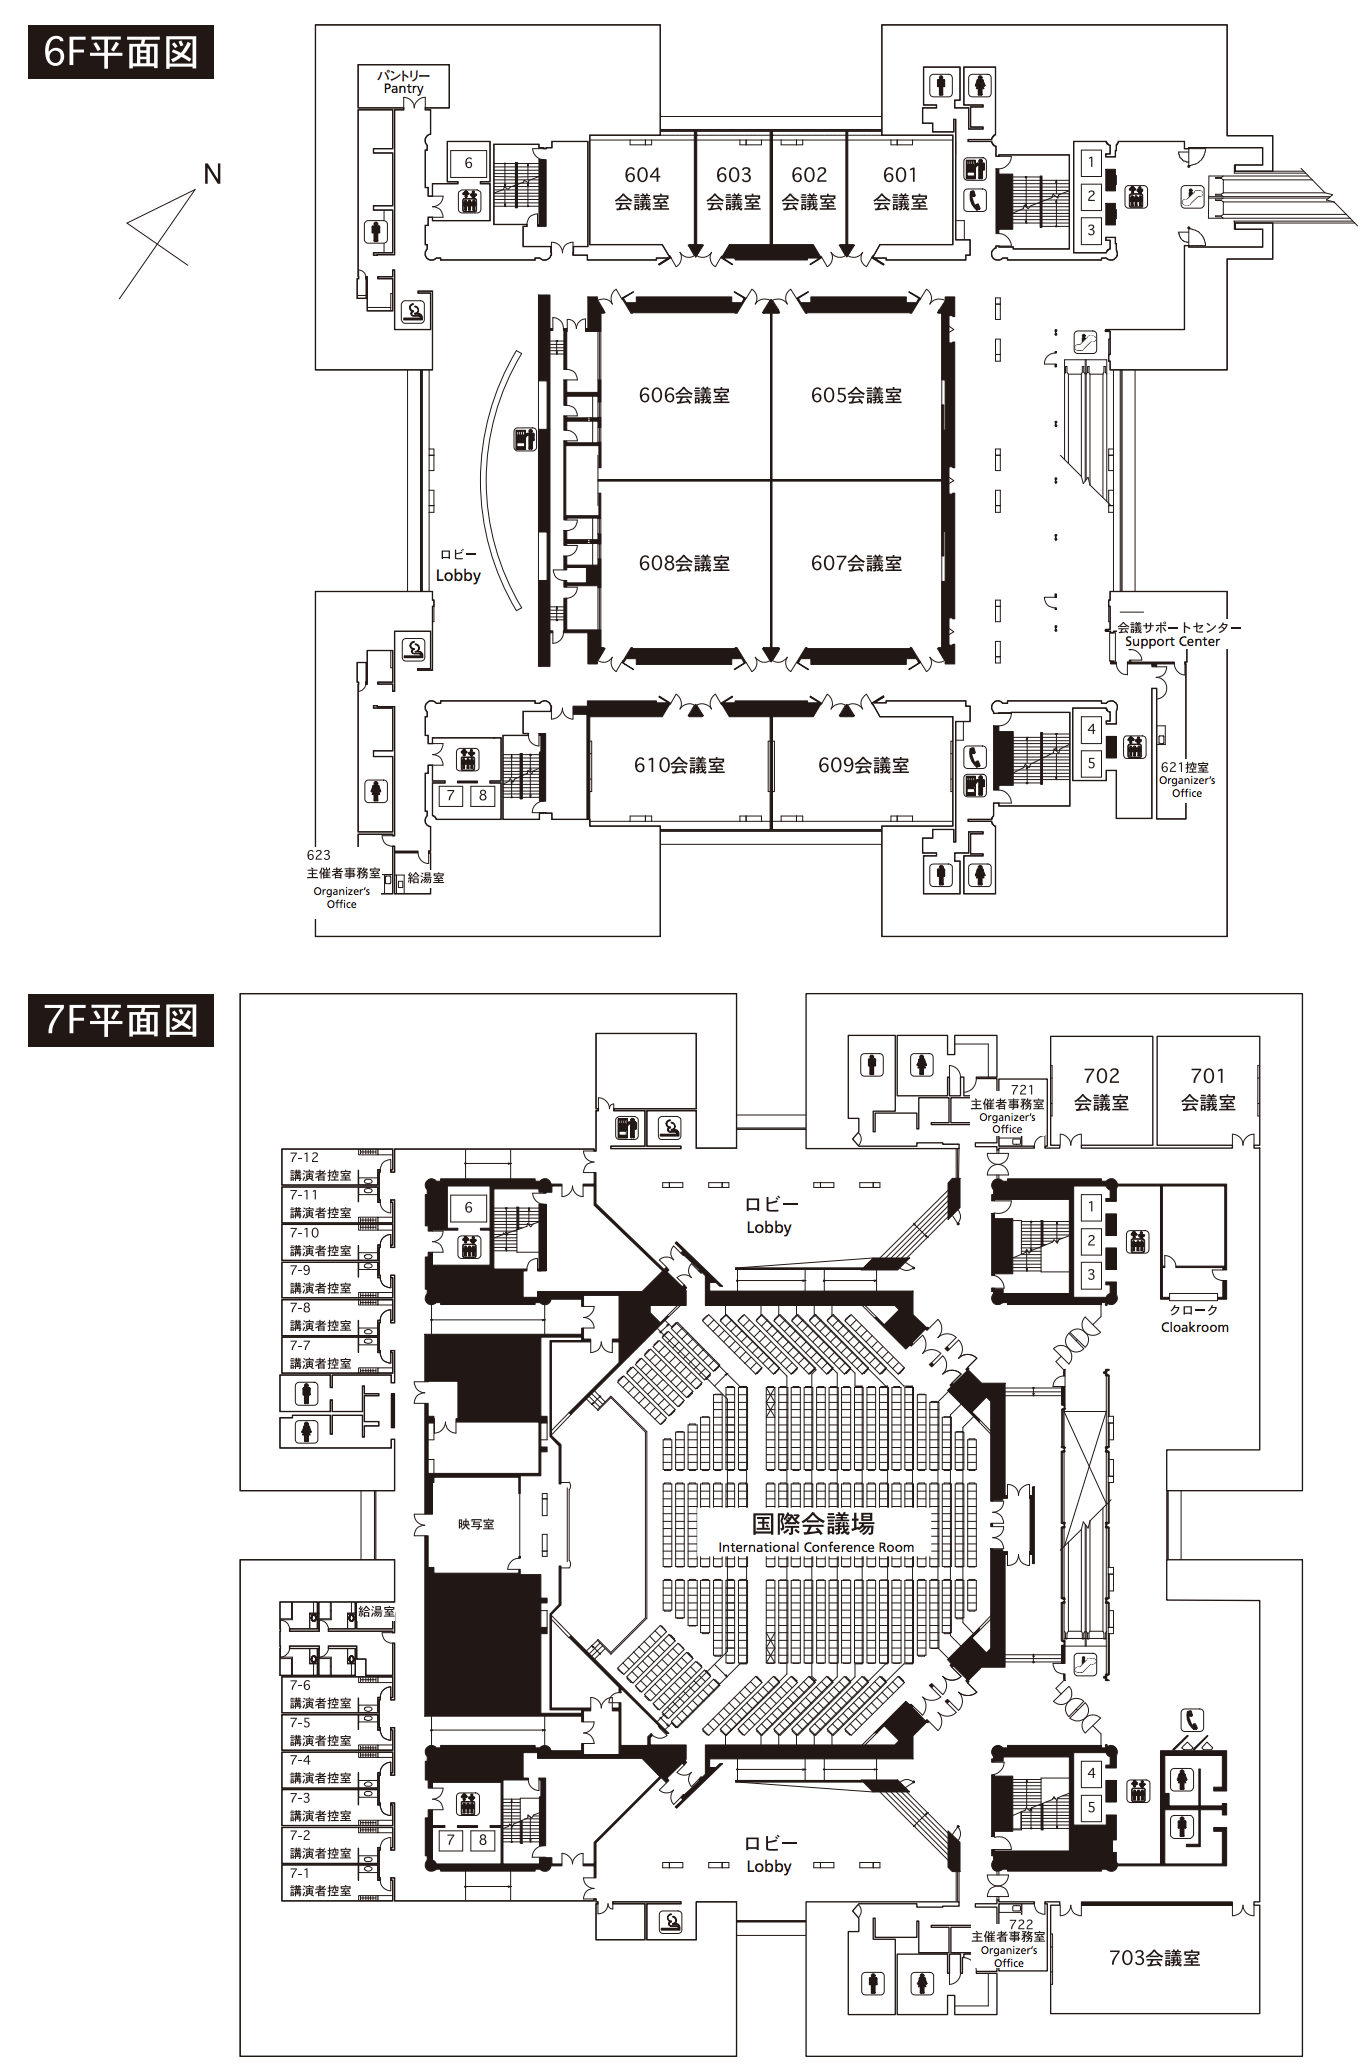 6F平面図
N
パントリー
Pantry
6
604
会議室
603
会議室
602
会議室
601
会議室
1
2
3
606会議室
605会議室
608会議室
607会議室
ロビー
Lobby
会議サポートセンター
Support Center
610会議室
609会議室
4
5
7
8
621控室
Organizer's
Office
623
主催者事務室
Organizer's
Office
給湯室
7F平面図
702
会議室
701
会議室
721
主催者事務室
Organizer's
Office
7-12
講演者控室
7-11
講演者控室
7-10
講演者控室
7-9
講演者控室
7-8
講演者控室
7-7
講演者控室
6
ロビー
Lobby
1
2
3
クローク
Cloakroom
映写室
国際会議場
International Conference Room
給湯室
7-6
講演者控室
7-5
講演者控室
7-4
講演者控室
7-3
講演者控室
7-2
講演者控室
7-1
講演者控室
7
8
ロビー
Lobby
4
5
722
主催者事務室
Organizer's
Office
703会議室